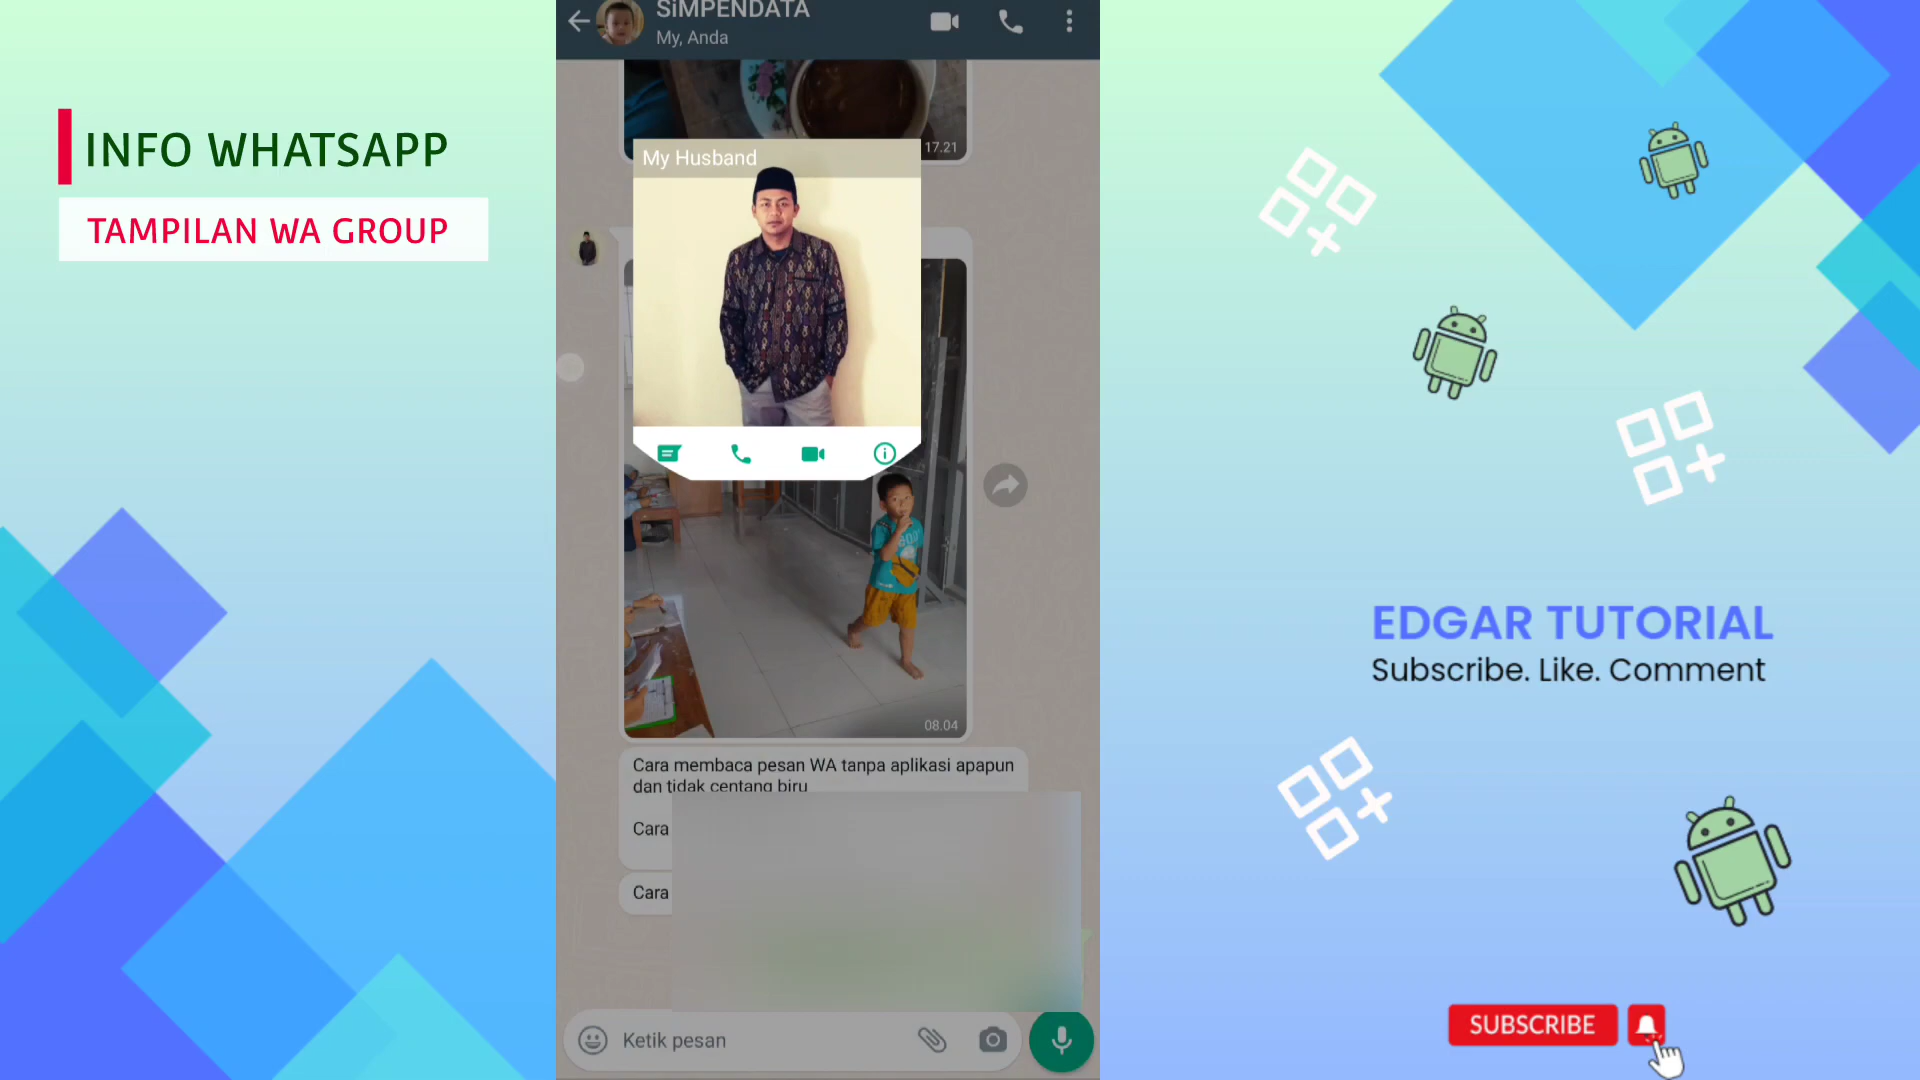 INFO WHATSAPP
TAMPILAN WA GROUP
SiMPENDATA
My, Anda
17.21
My Husband
08.04
Cara membaca pesan WA tanpa aplikasi apapun
dan tidak centang biru
Cara
Cara
Ketik pesan
EDGAR TUTORIAL
Subscribe. Like. Comment
SUBSCRIBE